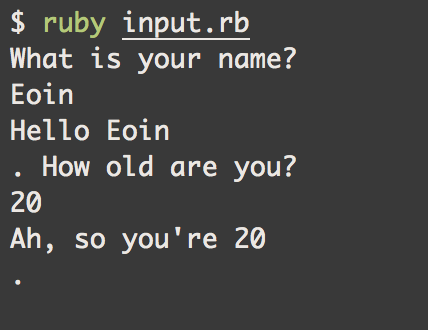 $ ruby input.rb
What is your name?
Eoin
Hello Eoin
. How old are you?
20
Ah, so you're 20
.